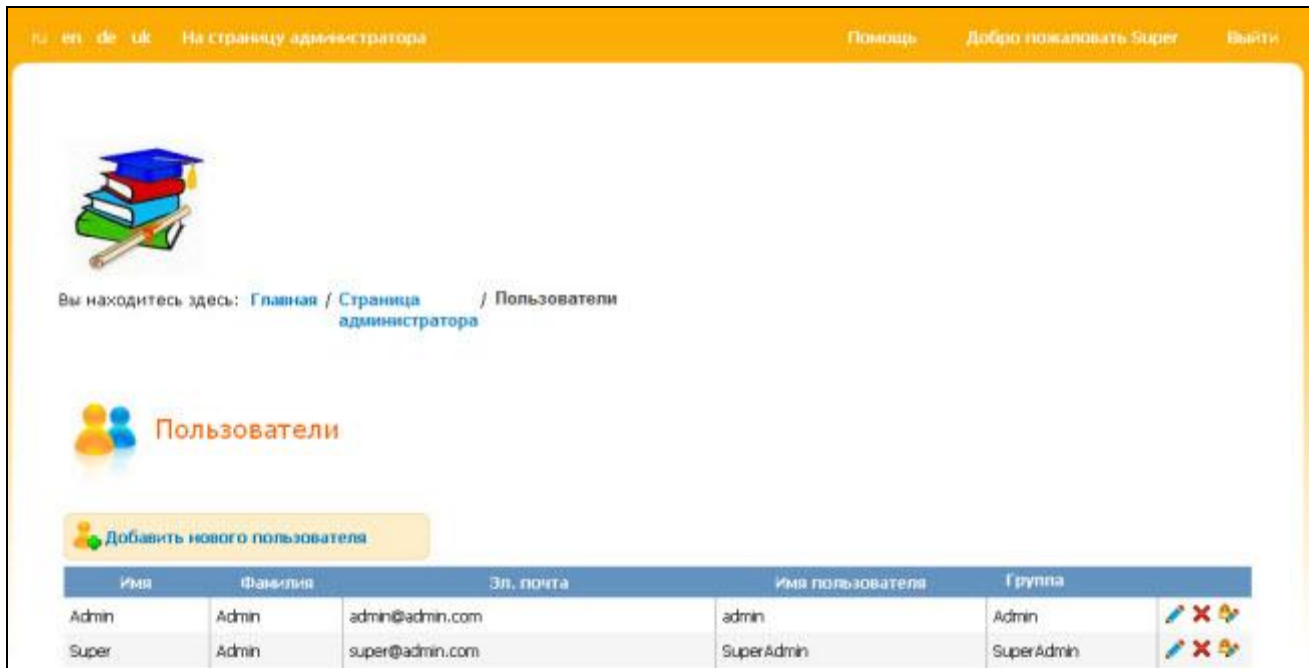 ru en de uk На страницу администратора Помощь Добро пожаловать Super Выйти
Вы находитесь здесь: Главная / Страница администратора / Пользователи
Пользователи
Добавить нового пользователя
Имя Фамилия Эл. почта Имя пользователя Группа
Admin Admin admin@admin.com admin Admin
Super Admin super@admin.com SuperAdmin SuperAdmin